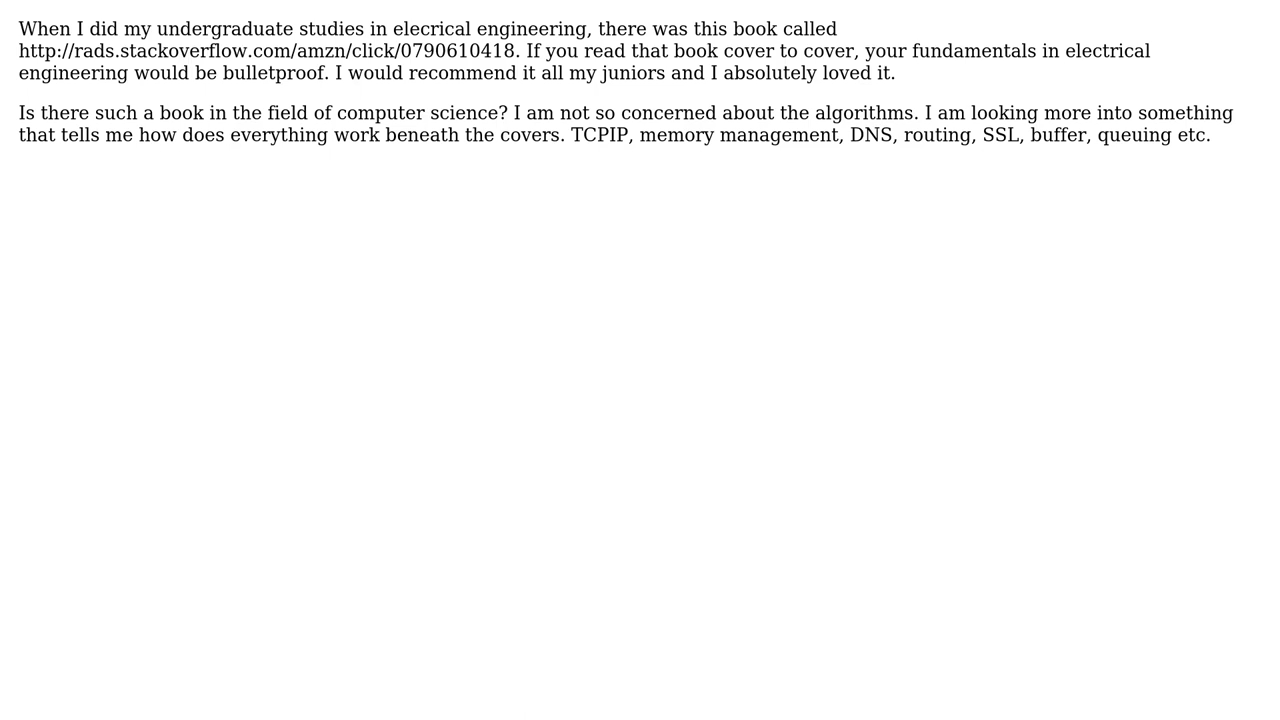 When I did my undergraduate studies in elecrical engineering, there was this book called
http://rads.stackoverflow.com/amzn/click/0790610418. If you read that book cover to cover, your fundamentals in electrical
engineering would be bulletproof. I would recommend it all my juniors and I absolutely loved it.
Is there such a book in the field of computer science? I am not so concerned about the algorithms. I am looking more into something
that tells me how does everything work beneath the covers. TCPIP, memory management, DNS, routing, SSL, buffer, queuing etc.